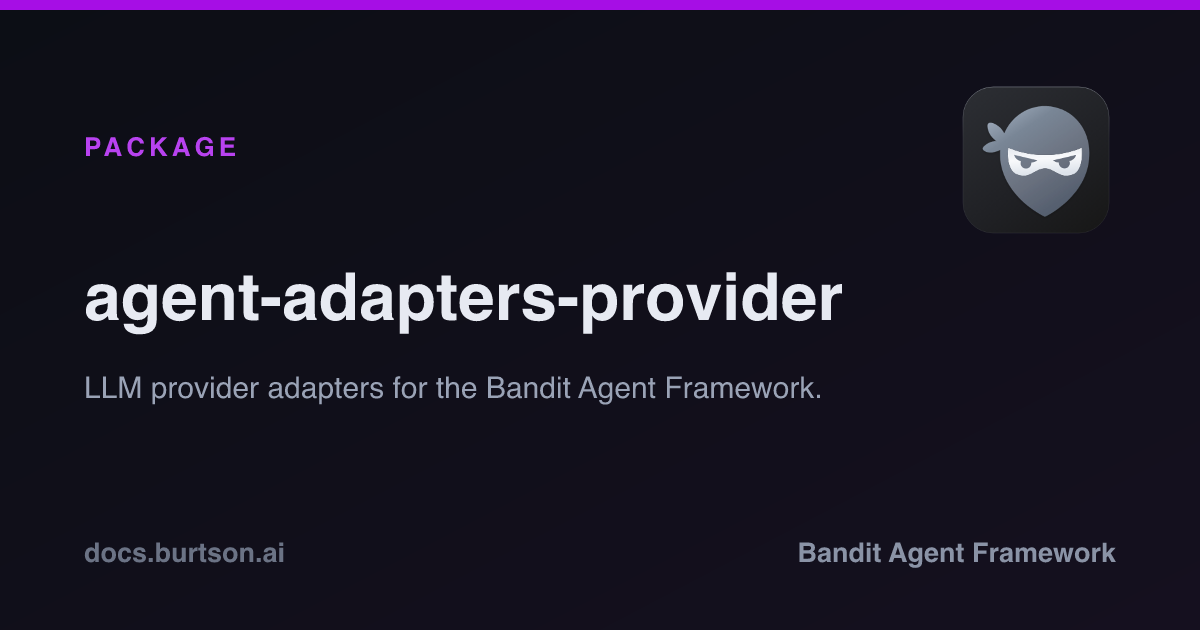 PACKAGE
agent-adapters-provider
LLM provider adapters for the Bandit Agent Framework.
docs.burtson.ai
Bandit Agent Framework